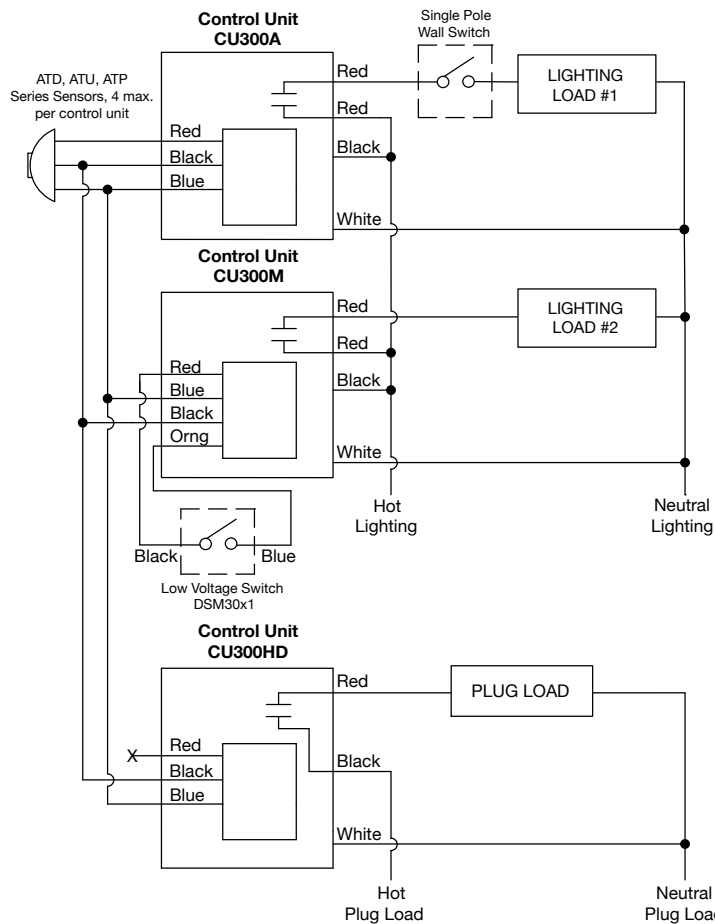 Control Unit
CU300A
Single Pole
Wall Switch
ATD, ATU, ATP
Series Sensors, 4 max.
per control unit
Red
LIGHTING
LOAD #1
Red
Red
Black
Black
Blue
White
Control Unit
CU300M
Red
LIGHTING
LOAD #2
Red
Red
Black
Blue
Black
Orng
White
Hot
Lighting
Neutral
Lighting
Black
Blue
Low Voltage Switch
DSM30x1
Control Unit
CU300HD
Red
PLUG LOAD
X
Red
Black
Black
Blue
White
Hot
Plug Load
Neutral
Plug Load